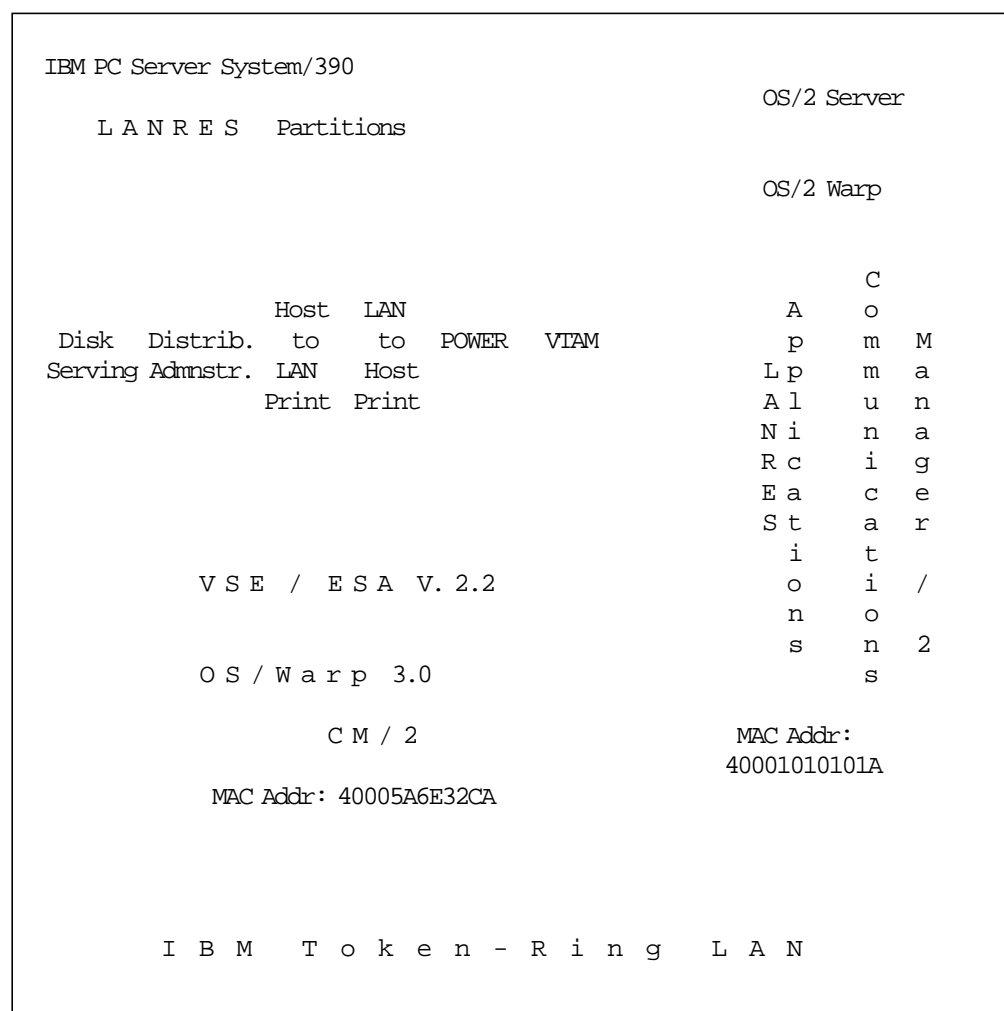 IBM PC Server System/390
OS/2 Server
L A N R E S Partitions
OS/2 Warp
Disk Serving
Distrib. Admnstr.
Host to LAN Print
LAN to Host Print
POWER
VTAM
LANRES
Applications
Communications
Manager / 2
V S E / E S A V. 2.2
O S / W a r p 3.0
C M / 2
MAC Addr:
40001010101A
MAC Addr: 40005A6E32CA
I B M T o k e n - R i n g L A N